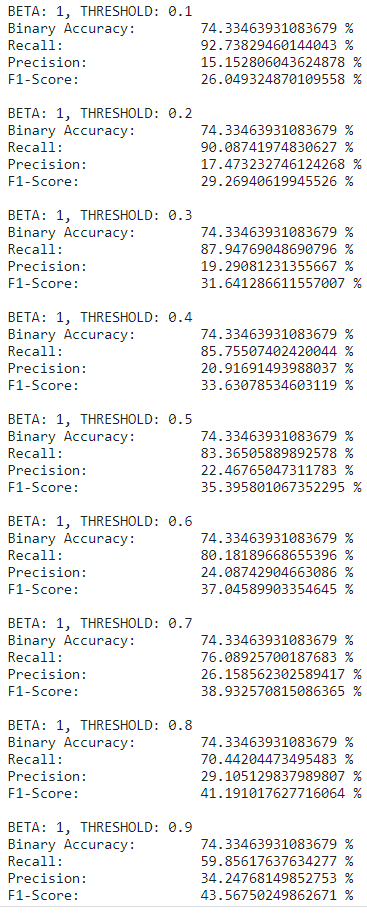 BETA: 1, THRESHOLD: 0.1
Binary Accuracy: 74.33463931083679 %
Recall: 92.73829460144043 %
Precision: 15.152806043624878 %
F1-Score: 26.049324870109558 %
BETA: 1, THRESHOLD: 0.2
Binary Accuracy: 74.33463931083679 %
Recall: 90.08741974830627 %
Precision: 17.473232746124268 %
F1-Score: 29.26940619945526 %
BETA: 1, THRESHOLD: 0.3
Binary Accuracy: 74.33463931083679 %
Recall: 87.94769048690796 %
Precision: 19.29081231355667 %
F1-Score: 31.641286611557007 %
BETA: 1, THRESHOLD: 0.4
Binary Accuracy: 74.33463931083679 %
Recall: 85.75507402420044 %
Precision: 20.91691493988037 %
F1-Score: 33.63078534603119 %
BETA: 1, THRESHOLD: 0.5
Binary Accuracy: 74.33463931083679 %
Recall: 83.36505889892578 %
Precision: 22.46765047311783 %
F1-Score: 35.395801067352295 %
BETA: 1, THRESHOLD: 0.6
Binary Accuracy: 74.33463931083679 %
Recall: 80.18189668655396 %
Precision: 24.08742904663086 %
F1-Score: 37.04589903354645 %
BETA: 1, THRESHOLD: 0.7
Binary Accuracy: 74.33463931083679 %
Recall: 76.08925700187683 %
Precision: 26.158562302589417 %
F1-Score: 38.932570815086365 %
BETA: 1, THRESHOLD: 0.8
Binary Accuracy: 74.33463931083679 %
Recall: 70.44204473495483 %
Precision: 29.105129837989807 %
F1-Score: 41.191017627716064 %
BETA: 1, THRESHOLD: 0.9
Binary Accuracy: 74.33463931083679 %
Recall: 59.85617637634277 %
Precision: 34.24768149852753 %
F1-Score: 43.56750249862671 %